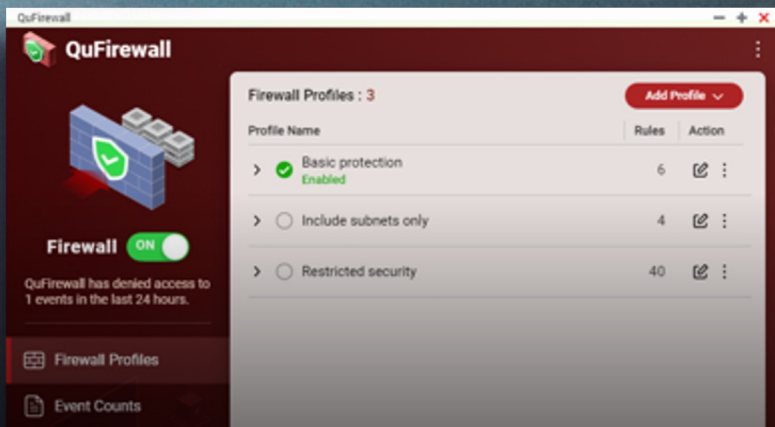 QuFirewall
QuFirewall
Firewall ON
QuFirewall has denied access to
1 events in the last 24 hours.
Firewall Profiles
Event Counts
Firewall Profiles : 3
Add Profile
Profile Name Rules Action
Basic protection 6
Enabled
Include subnets only 4
Restricted security 40